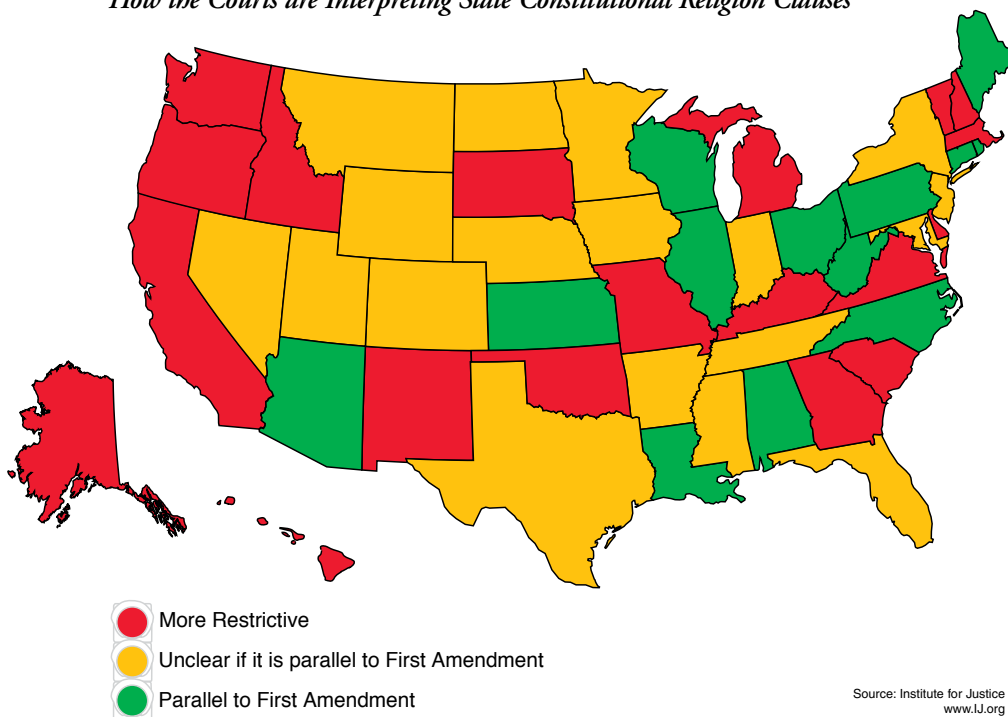 How the Courts are Interpreting State Constitutional Religion Clauses
More Restrictive
Unclear if it is parallel to First Amendment
Parallel to First Amendment
Source: Institute for Justice
www.IJ.org